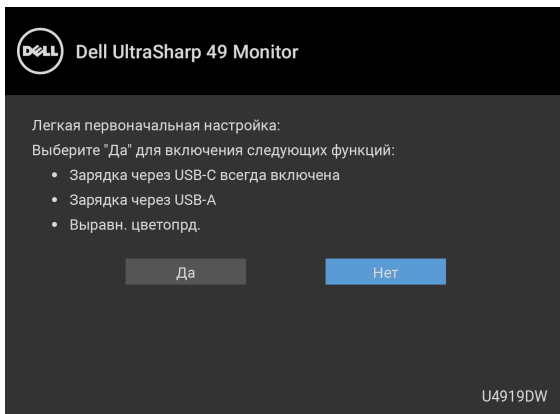 DELL
Dell UltraSharp 49 Monitor
Легкая первоначальная настройка:
Выберите "Да" для включения следующих функций:
• Зарядка через USB-C всегда включена
• Зарядка через USB-A
• Выравн. цветопрд.
Да
Нет
U4919DW